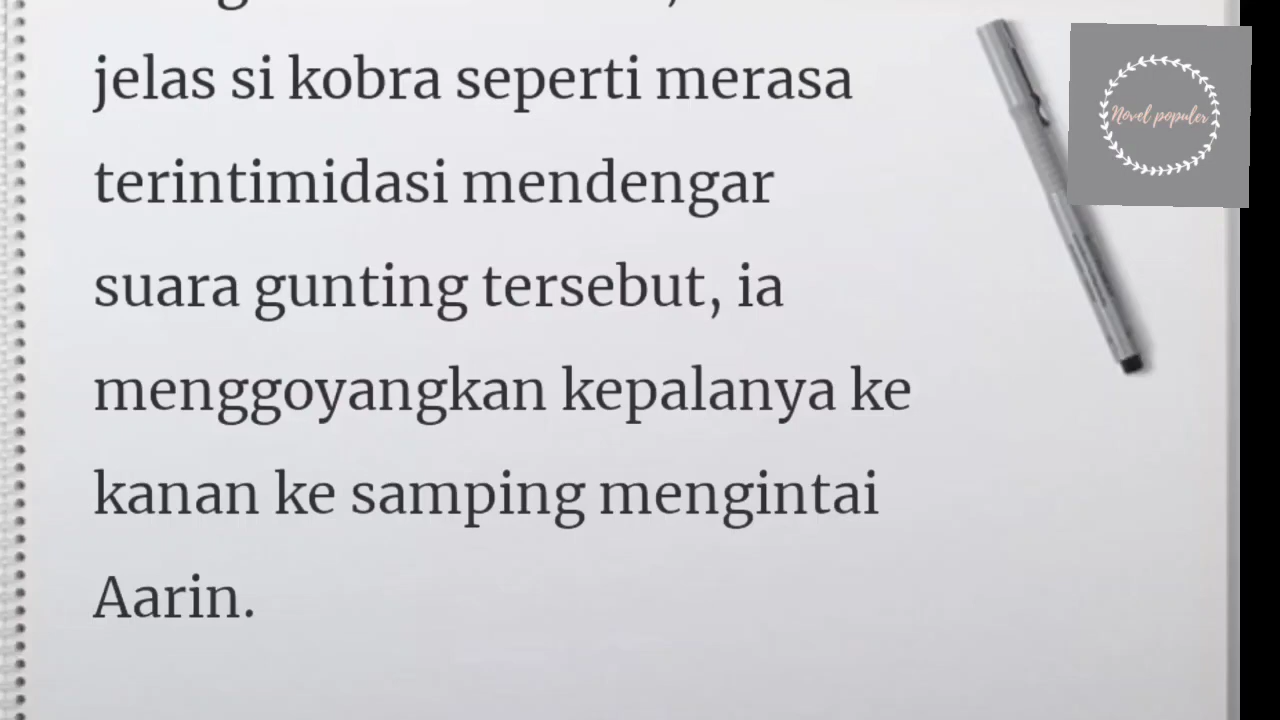 jelas si kobra seperti merasa
terintimidasi mendengar
suara gunting tersebut, ia
menggoyangkan kepalanya ke
kanan ke samping mengintai
Aarin.
Novel populer